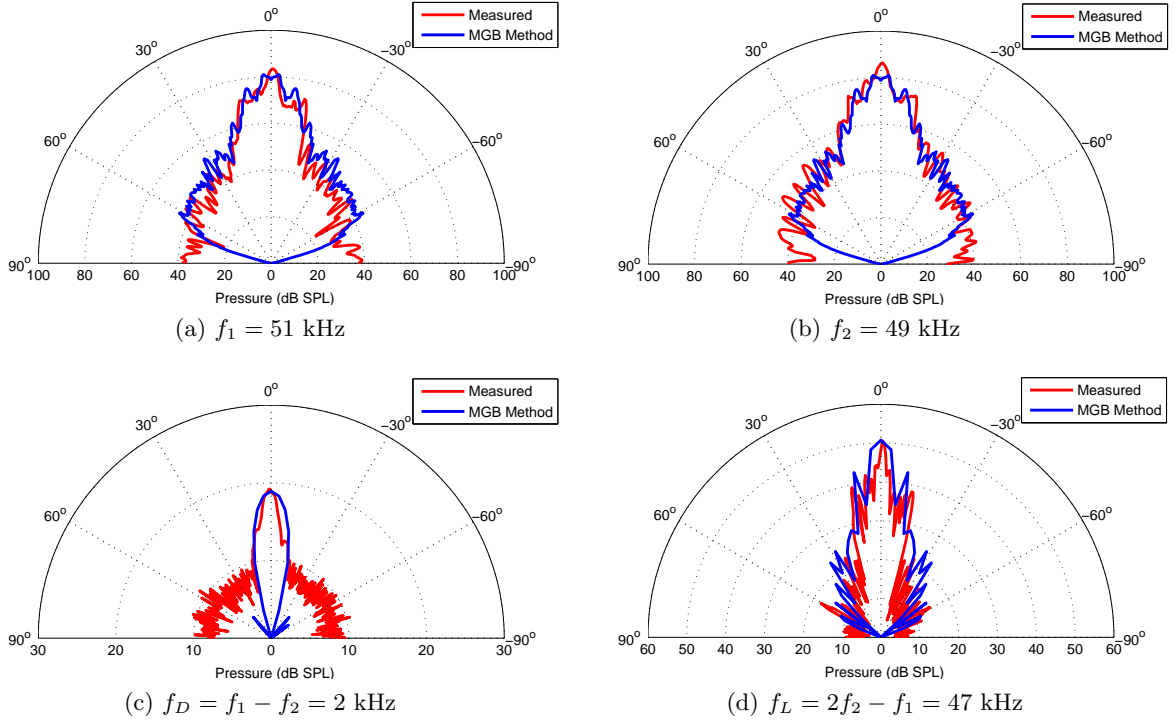 Measured
MGB Method
0°
30°
−30°
60°
−60°
90°
−90°
100 80 60 40 20 0 20 40 60 80 100
Pressure (dB SPL)
(a) f₁ = 51 kHz
Measured
MGB Method
0°
30°
−30°
60°
−60°
90°
−90°
100 80 60 40 20 0 20 40 60 80 100
Pressure (dB SPL)
(b) f₂ = 49 kHz
Measured
MGB Method
0°
30°
−30°
60°
−60°
90°
−90°
30 20 10 0 10 20 30
Pressure (dB SPL)
(c) f_D = f₁ − f₂ = 2 kHz
Measured
MGB Method
0°
30°
−30°
60°
−60°
90°
−90°
60 50 40 30 20 10 0 10 20 30 40 50 60
Pressure (dB SPL)
(d) f_L = 2f₂ − f₁ = 47 kHz